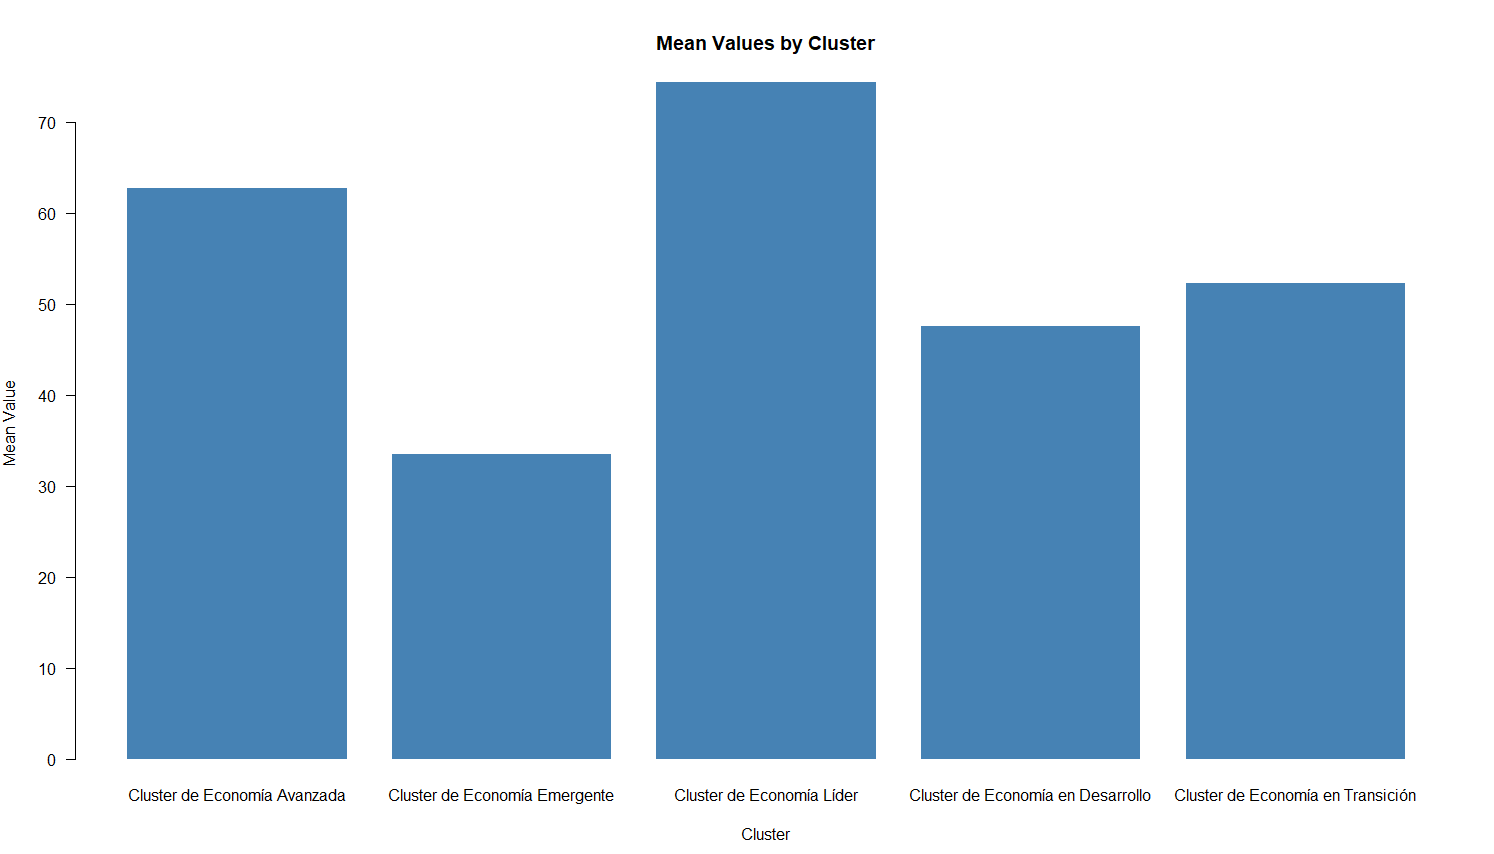 Mean Values by Cluster
70
60
50
40
30
20
10
0
Mean Value
Cluster de Economía Avanzada
Cluster de Economía Emergente
Cluster de Economía Líder
Cluster de Economía en Desarrollo
Cluster de Economía en Transición
Cluster